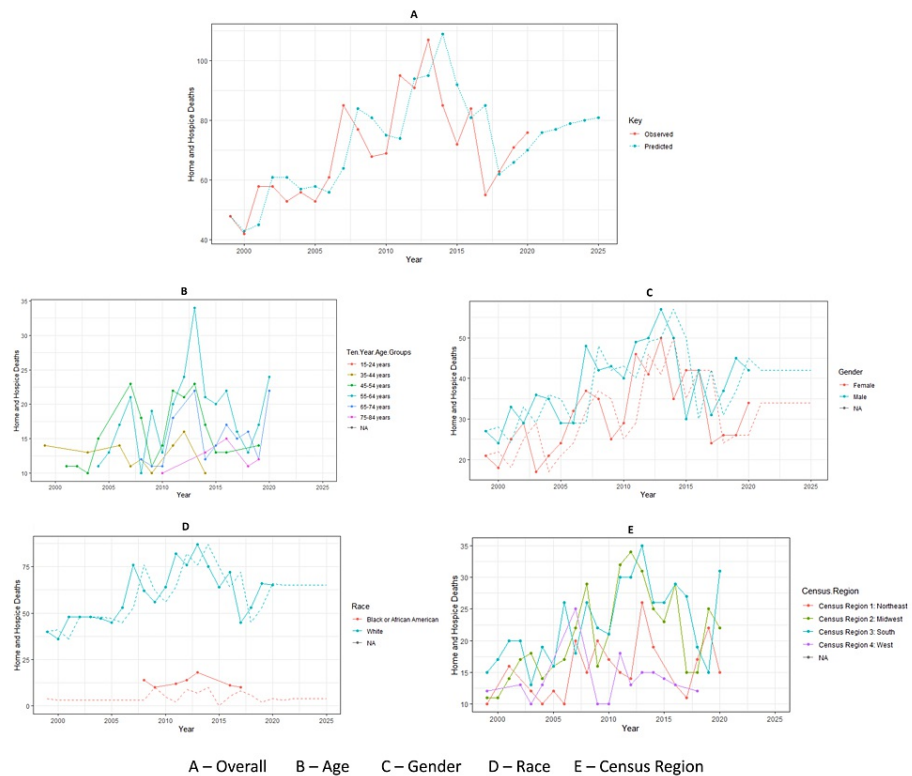 A
100
80
60
40
2000 2005 2010 2015 2020 2025
Year
Home and Hospice Deaths
Key
Observed
Predicted
B
35
30
25
20
15
10
2000 2005 2010 2015 2020 2025
Year
Home and Hospice Deaths
Ten.Year.Age.Groups
15-24 years
35-44 years
45-54 years
55-64 years
65-74 years
75-84 years
NA
C
50
40
30
20
2000 2005 2010 2015 2020 2025
Year
Home and Hospice Deaths
Gender
Female
Male
NA
D
75
50
25
0
2000 2005 2010 2015 2020 2025
Year
Home and Hospice Deaths
Race
Black or African American
White
NA
E
35
30
25
20
15
10
2000 2005 2010 2015 2020 2025
Year
Home and Hospice Deaths
Census.Region
Census Region 1: Northeast
Census Region 2: Midwest
Census Region 3: South
Census Region 4: West
NA
A – Overall B – Age C – Gender D – Race E – Census Region